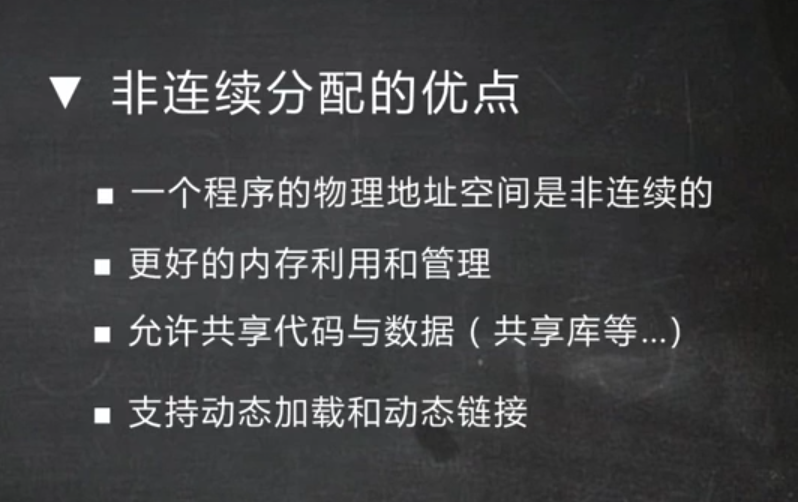 ▼ 非连续分配的优点
▪ 一个程序的物理地址空间是非连续的
▪ 更好的内存利用和管理
▪ 允许共享代码与数据（共享库等...）
▪ 支持动态加载和动态链接